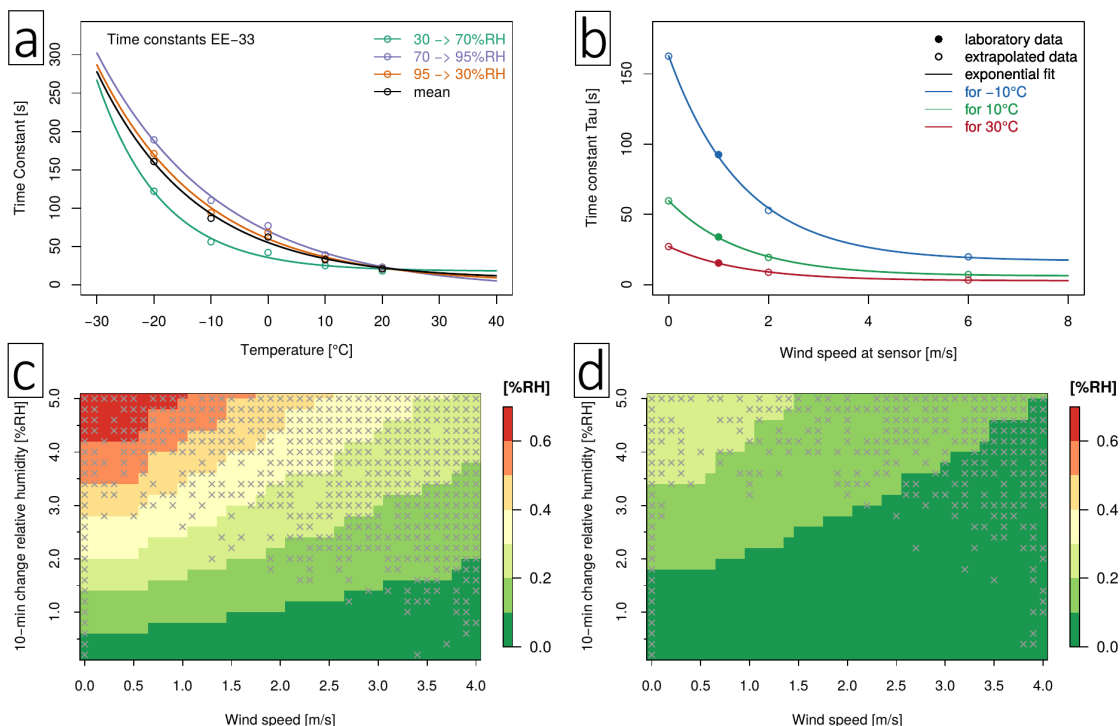 a
Time constants EE−33
30 −> 70%RH
70 −> 95%RH
95 −> 30%RH
mean
Time Constant [s]
0 50 100 150 200 250 300
−30 −20 −10 0 10 20 30 40
Temperature [°C]
b
laboratory data
extrapolated data
exponential fit
for −10°C
for 10°C
for 30°C
Time constant Tau [s]
0 50 100 150
0 2 4 6 8
Wind speed at sensor [m/s]
c
[%RH]
10−min change relative humidity [%RH]
5.0
4.0
3.0
2.0
1.0
0.6
0.4
0.2
0.0
0.0 0.5 1.0 1.5 2.0 2.5 3.0 3.5 4.0
Wind speed [m/s]
d
[%RH]
10−min change relative humidity [%RH]
5.0
4.0
3.0
2.0
1.0
0.6
0.4
0.2
0.0
0.0 0.5 1.0 1.5 2.0 2.5 3.0 3.5 4.0
Wind speed [m/s]